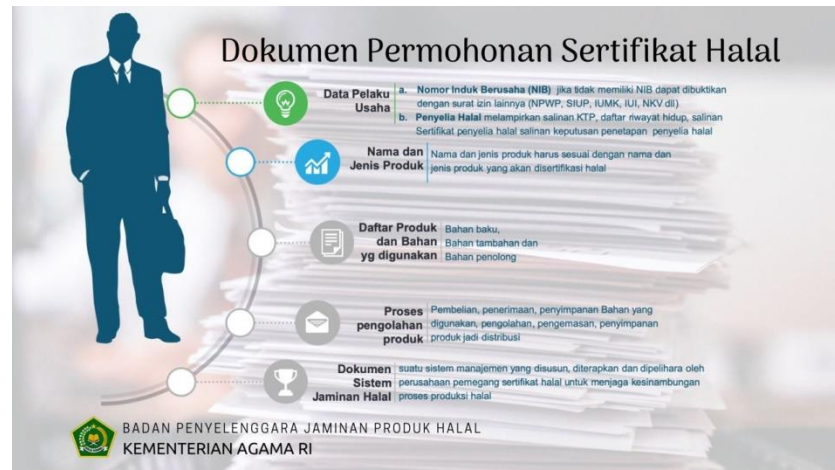 Dokumen Permohonan Sertifikat Halal
Data Pelaku
Usaha
a. Nomor Induk Berusaha (NIB) jika tidak memiliki NIB dapat dibuktikan
dengan surat izin lainnya (NPWP, SIUP, IUMK, IUI, NKV dll)
b. Penyelia Halal melampirkan salinan KTP, daftar riwayat hidup, salinan
Sertifikat penyelia halal salinan keputusan penetapan penyelia halal
Nama dan
Jenis Produk
Nama dan jenis produk harus sesuai dengan nama dan
jenis produk yang akan disertifikasi halal
Daftar Produk
dan Bahan
yg digunakan
Bahan baku,
Bahan tambahan dan
Bahan penolong
Proses
pengolahan
produk
Pembelian, penerimaan, penyimpanan Bahan yang
digunakan, pengolahan, pengemasan, penyimpanan
produk jadi distribusi
Dokumen
Sistem
Jaminan Halal
suatu sistem manajemen yang disusun, diterapkan dan dipelihara oleh
perusahaan pemegang sertifikat halal untuk menjaga kesinambungan
proses produksi halal
BADAN PENYELENGGARA JAMINAN PRODUK HALAL
KEMENTERIAN AGAMA RI